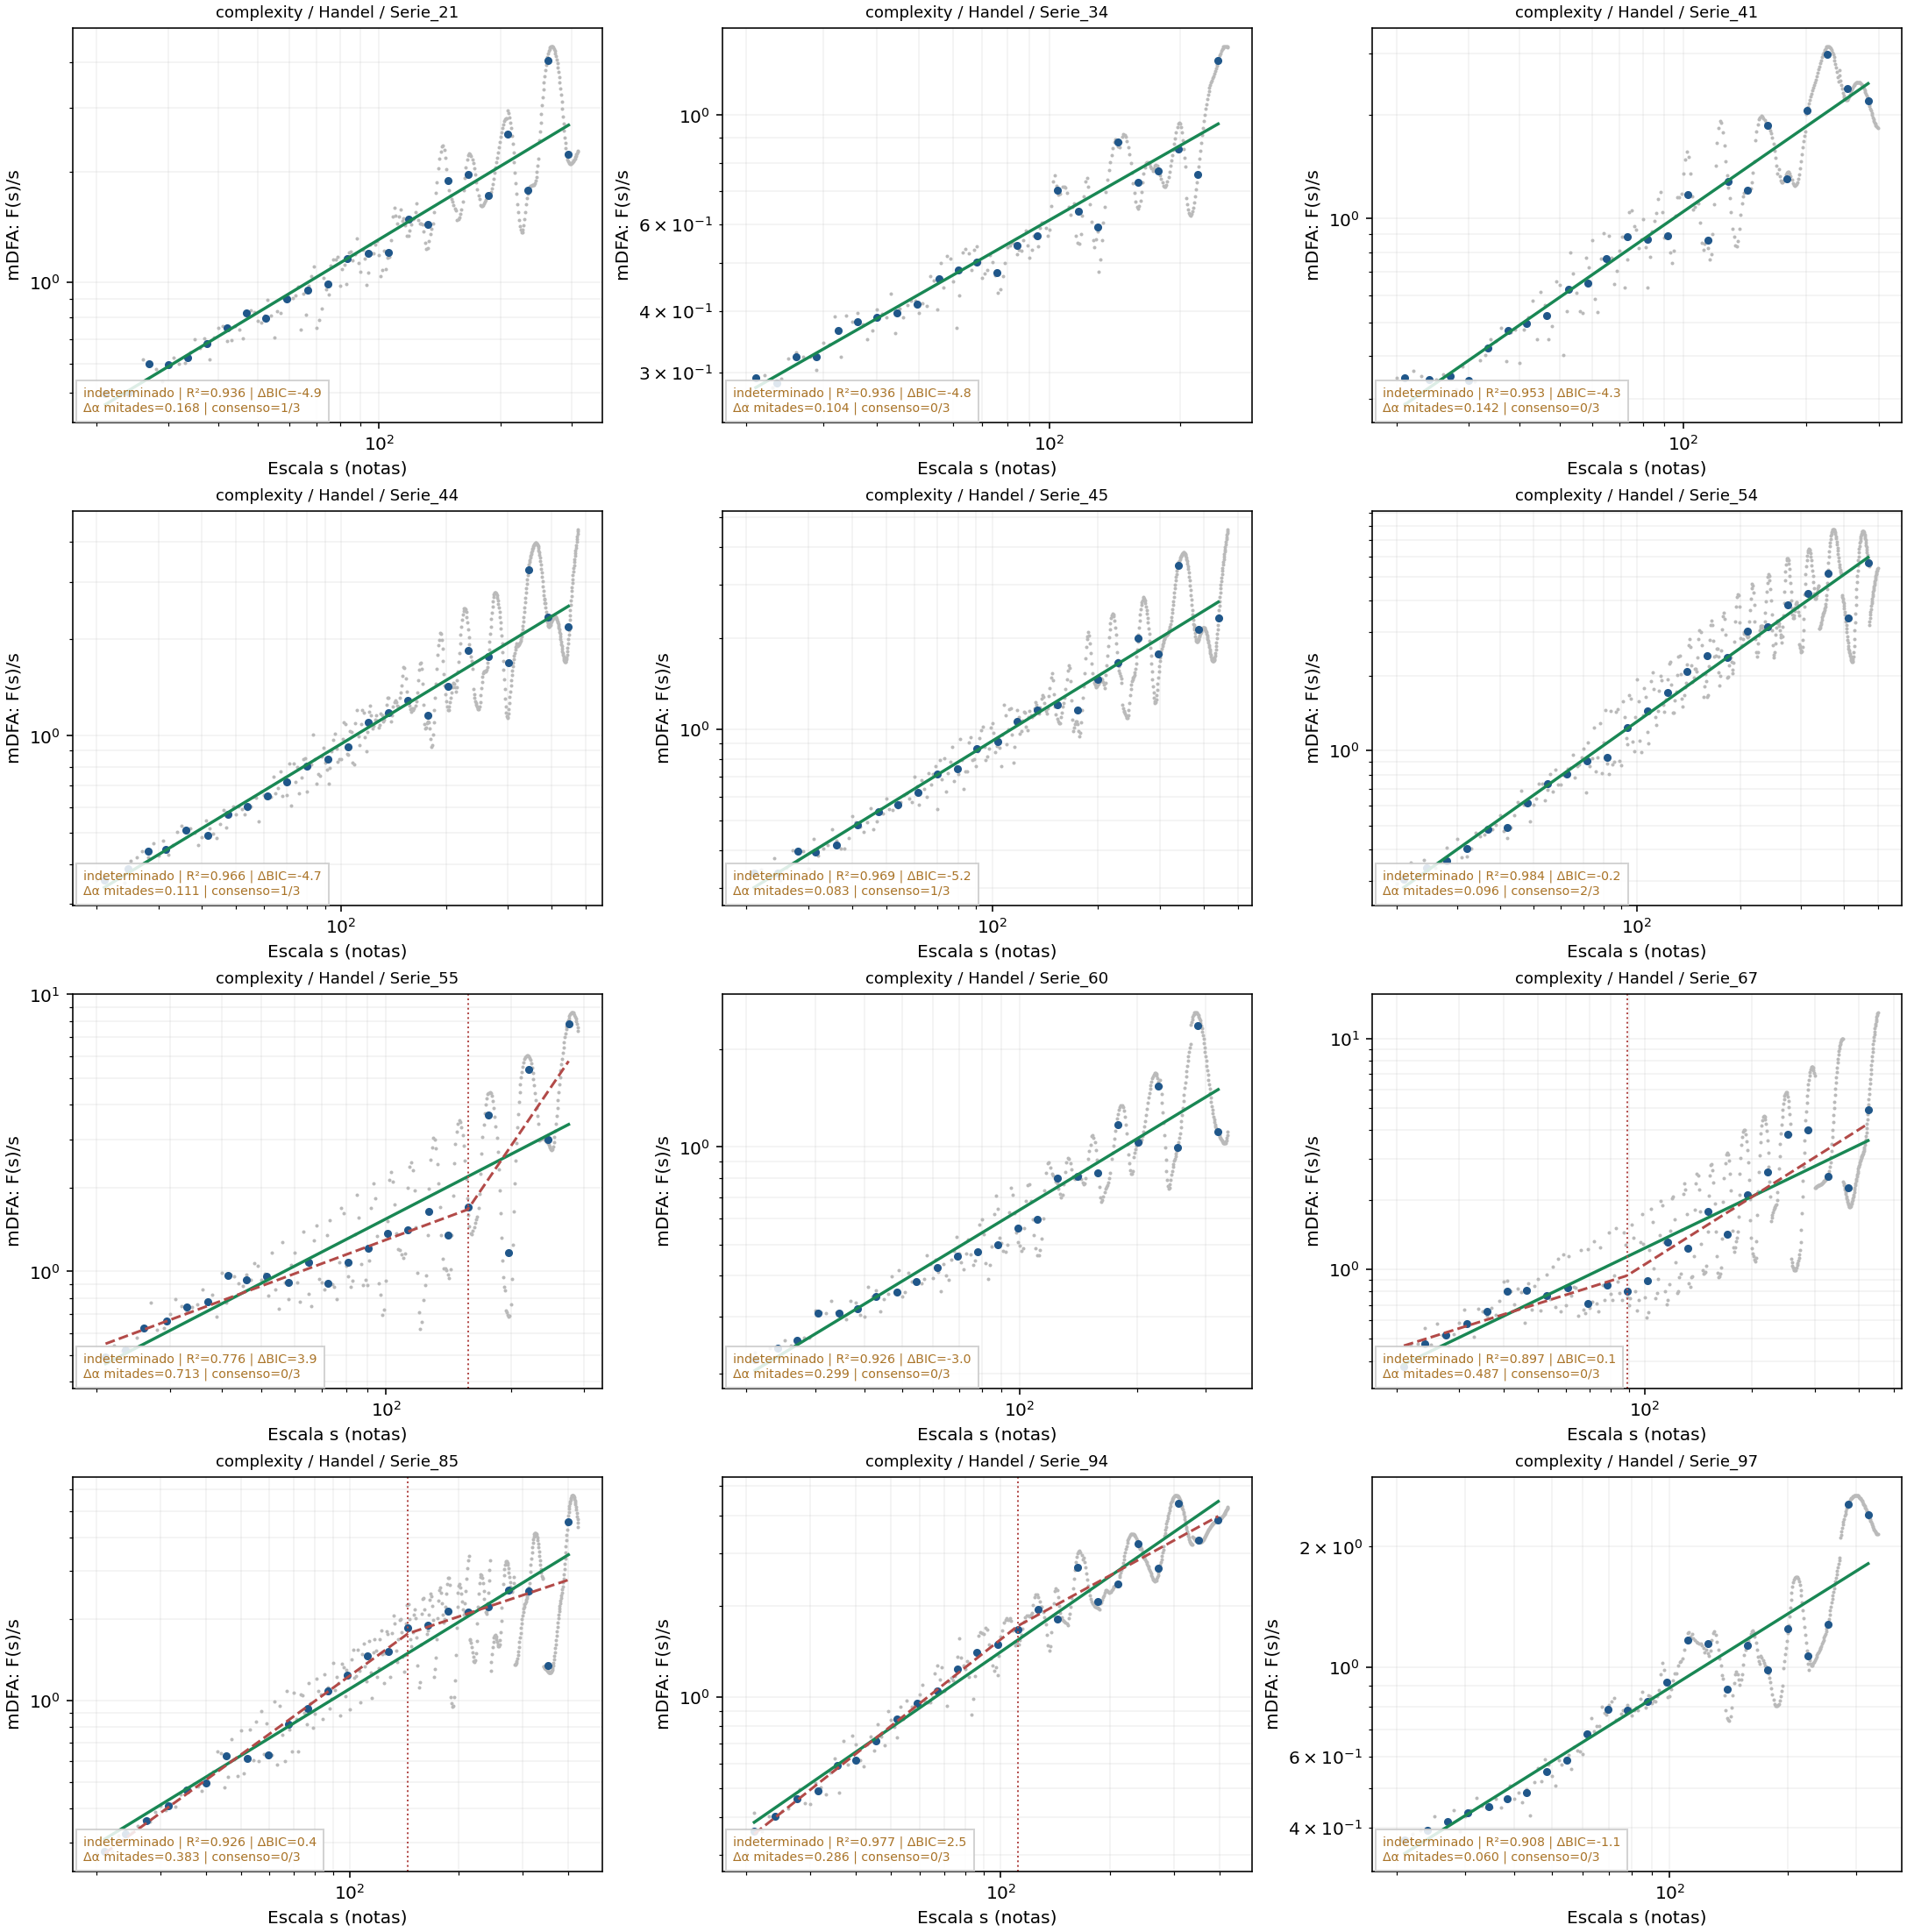 complexity / Handel / Serie_21
mDFA: F(s)/s
10⁰
indeterminado | R²=0.936 | ΔBIC=-4.9
Δα mitades=0.168 | consenso=1/3
10²
Escala s (notas)
complexity / Handel / Serie_34
mDFA: F(s)/s
10⁰
6 × 10⁻¹
4 × 10⁻¹
3 × 10⁻¹
indeterminado | R²=0.936 | ΔBIC=-4.8
Δα mitades=0.104 | consenso=0/3
10²
Escala s (notas)
complexity / Handel / Serie_41
mDFA: F(s)/s
10⁰
indeterminado | R²=0.953 | ΔBIC=-4.3
Δα mitades=0.142 | consenso=0/3
10²
Escala s (notas)
complexity / Handel / Serie_44
mDFA: F(s)/s
10⁰
indeterminado | R²=0.966 | ΔBIC=-4.7
Δα mitades=0.111 | consenso=1/3
10²
Escala s (notas)
complexity / Handel / Serie_45
mDFA: F(s)/s
10⁰
indeterminado | R²=0.969 | ΔBIC=-5.2
Δα mitades=0.083 | consenso=1/3
10²
Escala s (notas)
complexity / Handel / Serie_54
mDFA: F(s)/s
10⁰
indeterminado | R²=0.984 | ΔBIC=-0.2
Δα mitades=0.096 | consenso=2/3
10²
Escala s (notas)
complexity / Handel / Serie_55
mDFA: F(s)/s
10¹
10⁰
indeterminado | R²=0.776 | ΔBIC=3.9
Δα mitades=0.713 | consenso=0/3
10²
Escala s (notas)
complexity / Handel / Serie_60
mDFA: F(s)/s
10⁰
indeterminado | R²=0.926 | ΔBIC=-3.0
Δα mitades=0.299 | consenso=0/3
10²
Escala s (notas)
complexity / Handel / Serie_67
mDFA: F(s)/s
10¹
10⁰
indeterminado | R²=0.897 | ΔBIC=0.1
Δα mitades=0.487 | consenso=0/3
10²
Escala s (notas)
complexity / Handel / Serie_85
mDFA: F(s)/s
10⁰
indeterminado | R²=0.926 | ΔBIC=0.4
Δα mitades=0.383 | consenso=0/3
10²
Escala s (notas)
complexity / Handel / Serie_94
mDFA: F(s)/s
10⁰
indeterminado | R²=0.977 | ΔBIC=2.5
Δα mitades=0.286 | consenso=0/3
10²
Escala s (notas)
complexity / Handel / Serie_97
mDFA: F(s)/s
2 × 10⁰
10⁰
6 × 10⁻¹
4 × 10⁻¹
indeterminado | R²=0.908 | ΔBIC=-1.1
Δα mitades=0.060 | consenso=0/3
10²
Escala s (notas)